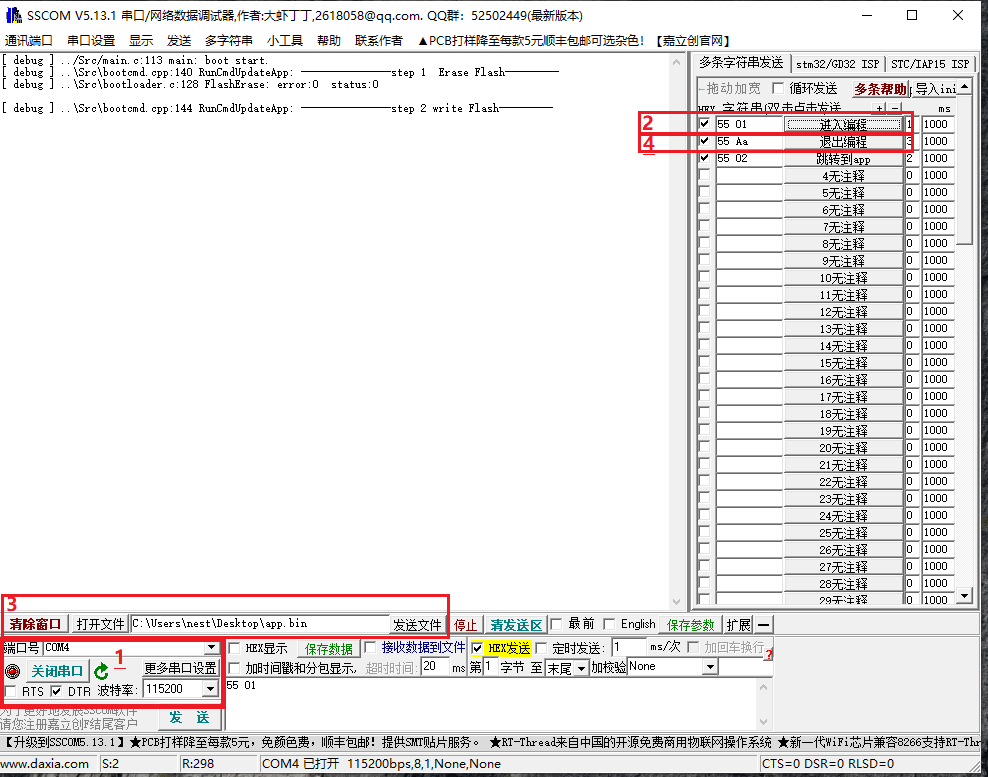 SSCOM V5.13.1 串口/网络数据调试器,作者:大虾丁丁,2618058@qq.com. QQ群：52502449(最新版本)
通讯端口 串口设置 显示 发送 多字符串 小工具 帮助 联系作者 ▲PCB打样降至每款5元顺丰包邮可选杂色！【嘉立创官网】
[ debug ] ../Src/main.c:113 main: boot start.
[ debug ] ..\Src\bootcmd.cpp:140 RunCmdUpdateApp: ———————————step 1  Erase Flash———————
[ debug ] ..\Src\bootloader.c:128 FlashErase: error:0  status:0
[ debug ] ..\Src\bootcmd.cpp:144 RunCmdUpdateApp: ———————————step 2 write Flash———————
多条字符串发送 stm32/GD32 ISP STC/IAP15 ISP
←拖动加宽 循环发送 多条帮助 导入ini
HEX 字符串(双击点击发送 + — ms
2 55 01 进入编程 1 1000
4 55 Aa 退出编程 3 1000
55 02 跳转到app 2 1000
4无注释 0 1000
5无注释 0 1000
6无注释 0 1000
7无注释 0 1000
8无注释 0 1000
9无注释 0 1000
10无注释 0 1000
11无注释 0 1000
12无注释 0 1000
13无注释 0 1000
14无注释 0 1000
15无注释 0 1000
16无注释 0 1000
17无注释 0 1000
18无注释 0 1000
19无注释 0 1000
20无注释 0 1000
21无注释 0 1000
22无注释 0 1000
23无注释 0 1000
24无注释 0 1000
25无注释 0 1000
26无注释 0 1000
27无注释 0 1000
28无注释 0 1000
29无注释 0 1000
3
清除窗口 打开文件 C:\Users\nest\Desktop\app.bin 发送文件 停止 清发送区 最前 English 保存参数 扩展 —
端口号 COM4 HEX显示 保存数据 接收数据到文件 HEX发送 定时发送: 1 ms/次 加回车换行 ?
1
关闭串口 更多串口设置 加时间戳和分包显示, 超时时间: 20 ms 第1 字节 至 末尾 加校验 None
RTS DTR 波特率: 115200 55 01
为了更好地发展SSCOM软件
请您注册嘉立创F结尾客户
发 送
【升级到SSCOM5.13.1】★PCB打样降至每款5元，免颜色费，顺丰包邮！提供SMT贴片服务。 ★RT-Thread来自中国的开源免费商用物联网操作系统 ★新一代WiFi芯片兼容8266支持RT-Thr
www.daxia.com S:2 R:298 COM4 已打开 115200bps,8,1,None,None CTS=0 DSR=0 RLSD=0